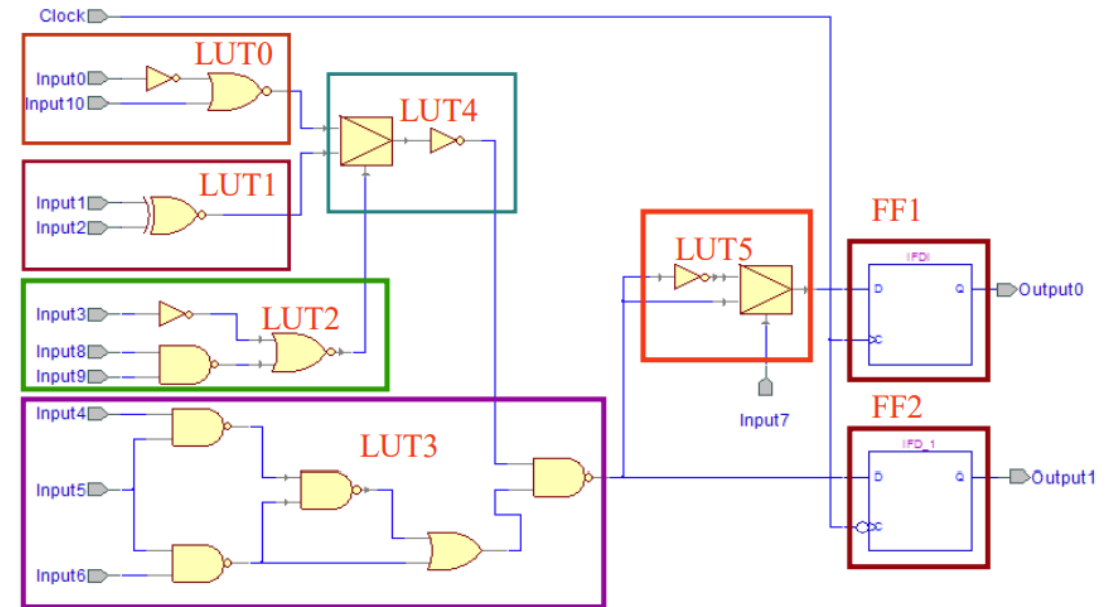 Clock
LUT0
Input0
Input10
LUT4
LUT1
Input1
Input2
FF1
LUT5
IFDI
D
Q
Output0
C
Input3
LUT2
Input8
Input9
Input7
Input4
LUT3
FF2
IFD_1
Input5
D
Q
Output1
C
Input6